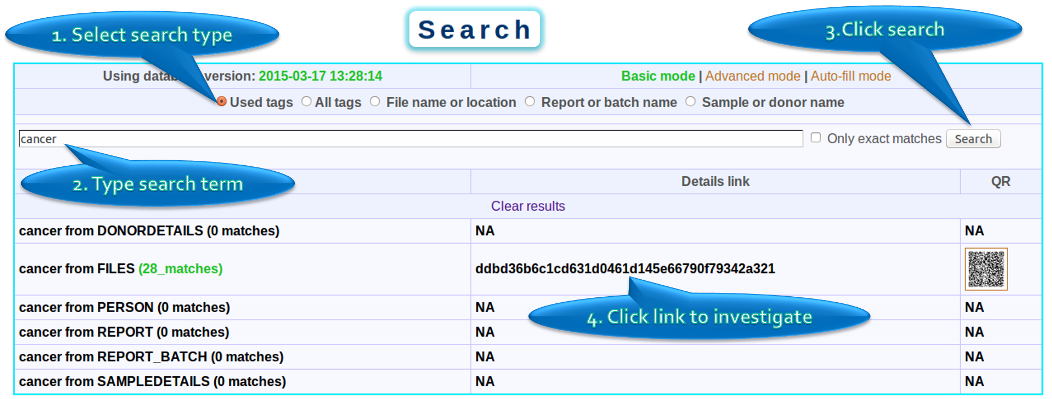 Search
1. Select search type
3.Click search
Using databa version: 2015-03-17 13:28:14
Basic mode | Advanced mode | Auto-fill mode
Used tags All tags File name or location Report or batch name Sample or donor name
cancer
Only exact matches Search
2. Type search term
Details link QR
Clear results
cancer from DONORDETAILS (0 matches) NA NA
cancer from FILES (28_matches) ddbd36b6c1cd631d0461d145e66790f79342a321
cancer from PERSON (0 matches) NA NA
4. Click link to investigate
cancer from REPORT (0 matches) NA NA
cancer from REPORT_BATCH (0 matches) NA NA
cancer from SAMPLEDETAILS (0 matches) NA NA